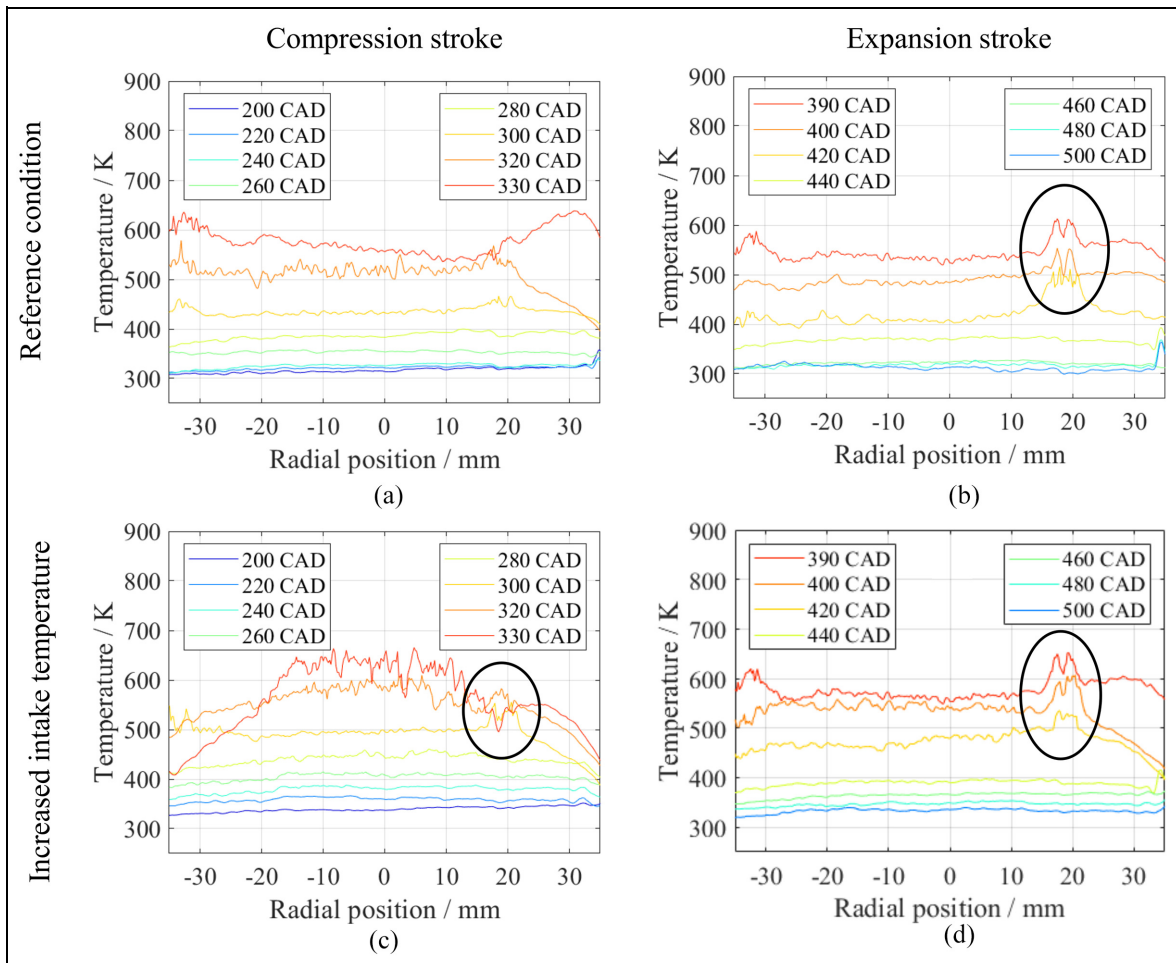 Compression stroke
Expansion stroke
Reference condition
900
800
700
600
500
400
300
Temperature / K
200 CAD
220 CAD
240 CAD
260 CAD
280 CAD
300 CAD
320 CAD
330 CAD
-30 -20 -10 0 10 20 30
Radial position / mm
(a)
900
800
700
600
500
400
300
Temperature / K
390 CAD
400 CAD
420 CAD
440 CAD
460 CAD
480 CAD
500 CAD
-30 -20 -10 0 10 20 30
Radial position / mm
(b)
Increased intake temperature
900
800
700
600
500
400
300
Temperature / K
200 CAD
220 CAD
240 CAD
260 CAD
280 CAD
300 CAD
320 CAD
330 CAD
-30 -20 -10 0 10 20 30
Radial position / mm
(c)
900
800
700
600
500
400
300
Temperature / K
390 CAD
400 CAD
420 CAD
440 CAD
460 CAD
480 CAD
500 CAD
-30 -20 -10 0 10 20 30
Radial position / mm
(d)